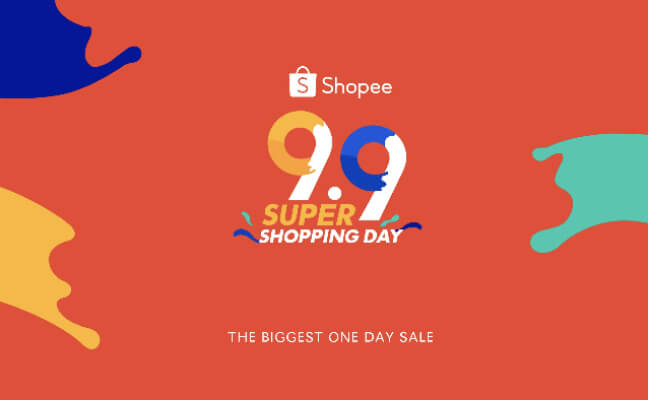 Shopee
9.9
SUPER
SHOPPING DAY
THE BIGGEST ONE DAY SALE